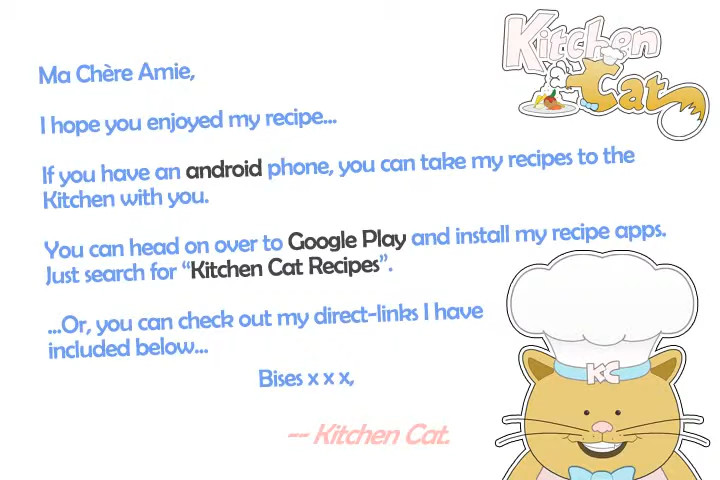 Kitchen
Cat
Ma Chère Amie,
I hope you enjoyed my recipe...
If you have an android phone, you can take my recipes to the
Kitchen with you.
You can head on over to Google Play and install my recipe apps.
Just search for “Kitchen Cat Recipes”.
...Or, you can check out my direct-links I have
included below...
Bises x x x,
-- Kitchen Cat.
KC